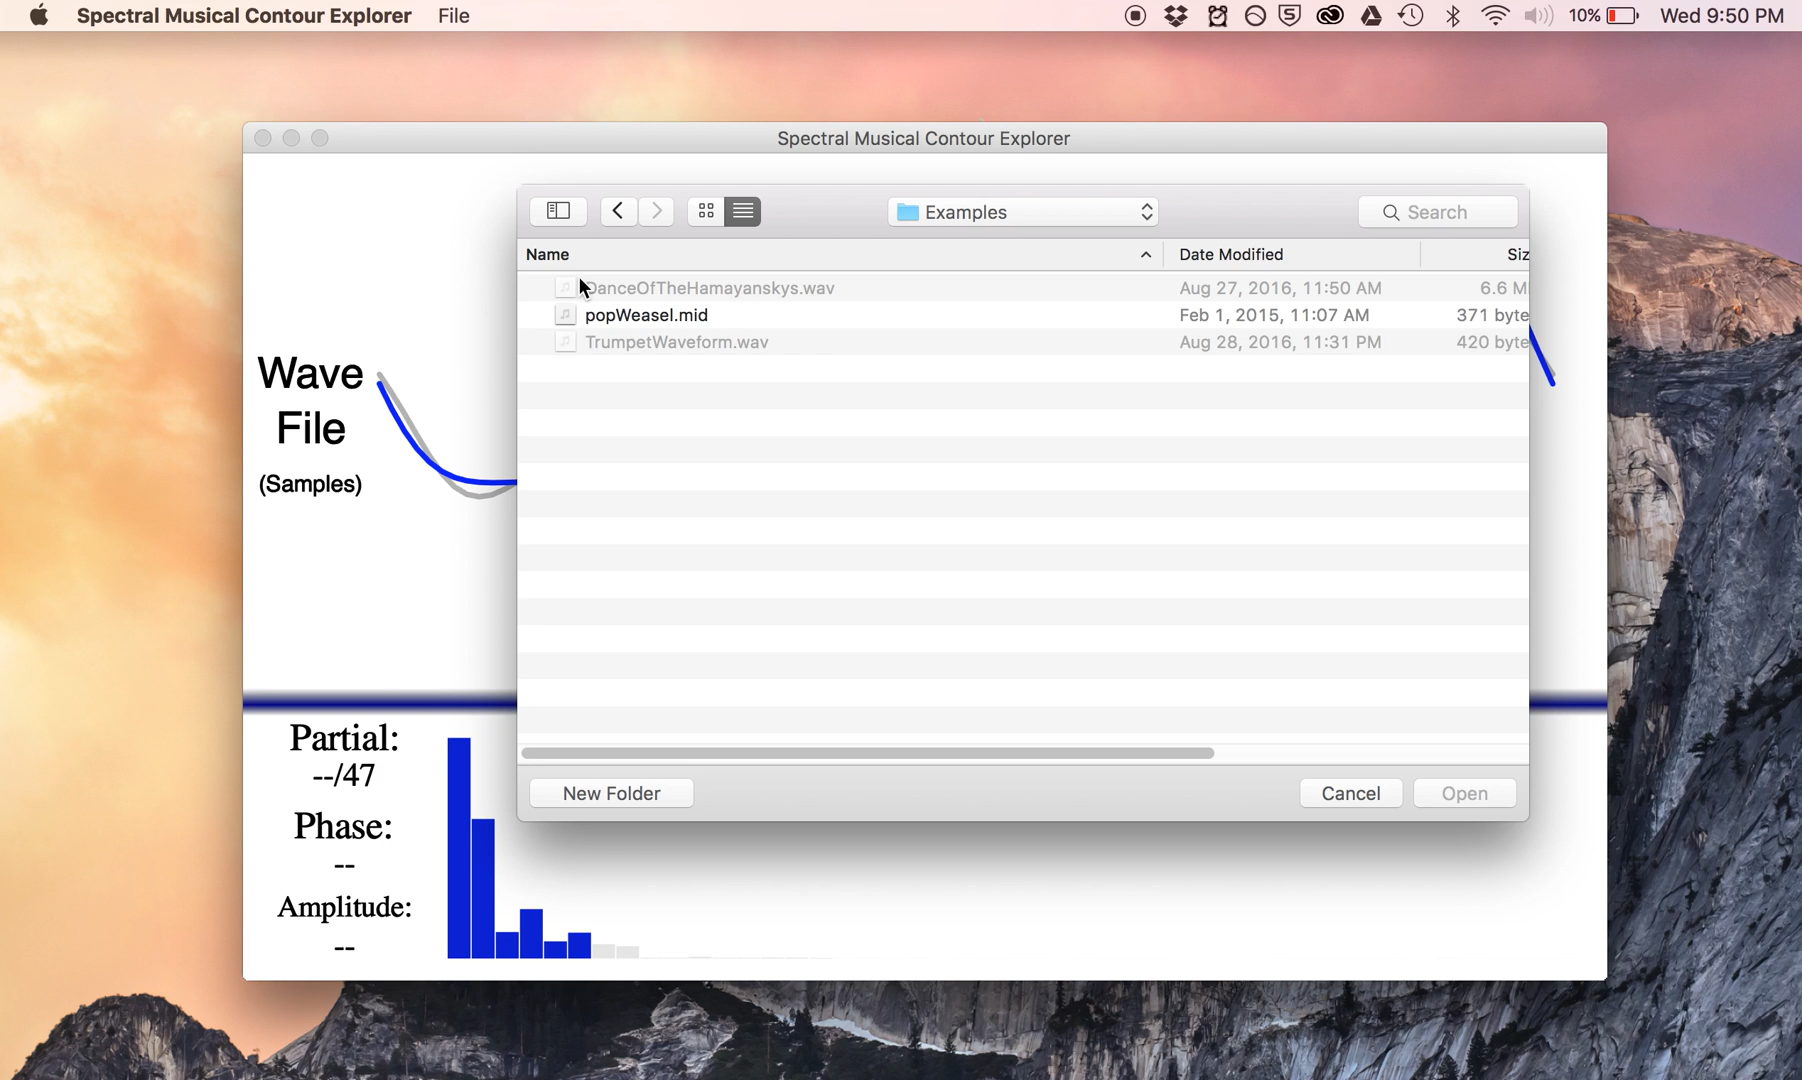 Spectral Musical Contour Explorer File 10% Wed 9:50 PM
Spectral Musical Contour Explorer
Examples
Search
Name Date Modified Siz
DanceOfTheHamayanskys.wav Aug 27, 2016, 11:50 AM 6.6 M
popWeasel.mid Feb 1, 2015, 11:07 AM 371 byte
TrumpetWaveform.wav Aug 28, 2016, 11:31 PM 420 byte
Wave
File
(Samples)
New Folder Cancel Open
Partial:
--/47
Phase:
--
Amplitude:
--